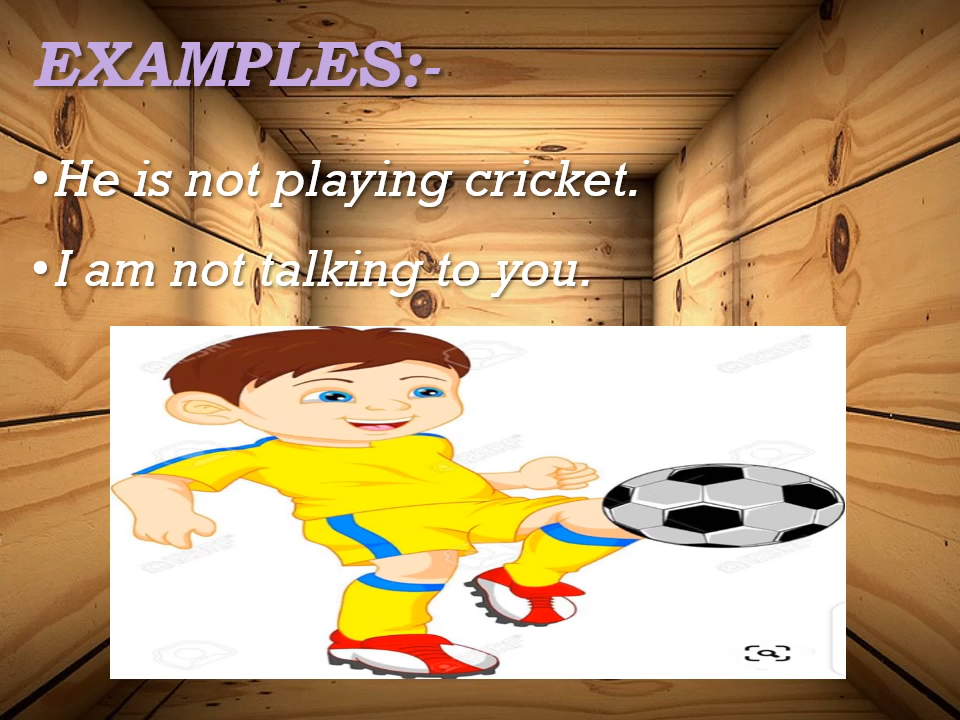 EXAMPLES:-
•He is not playing cricket.
•I am not talking to you.